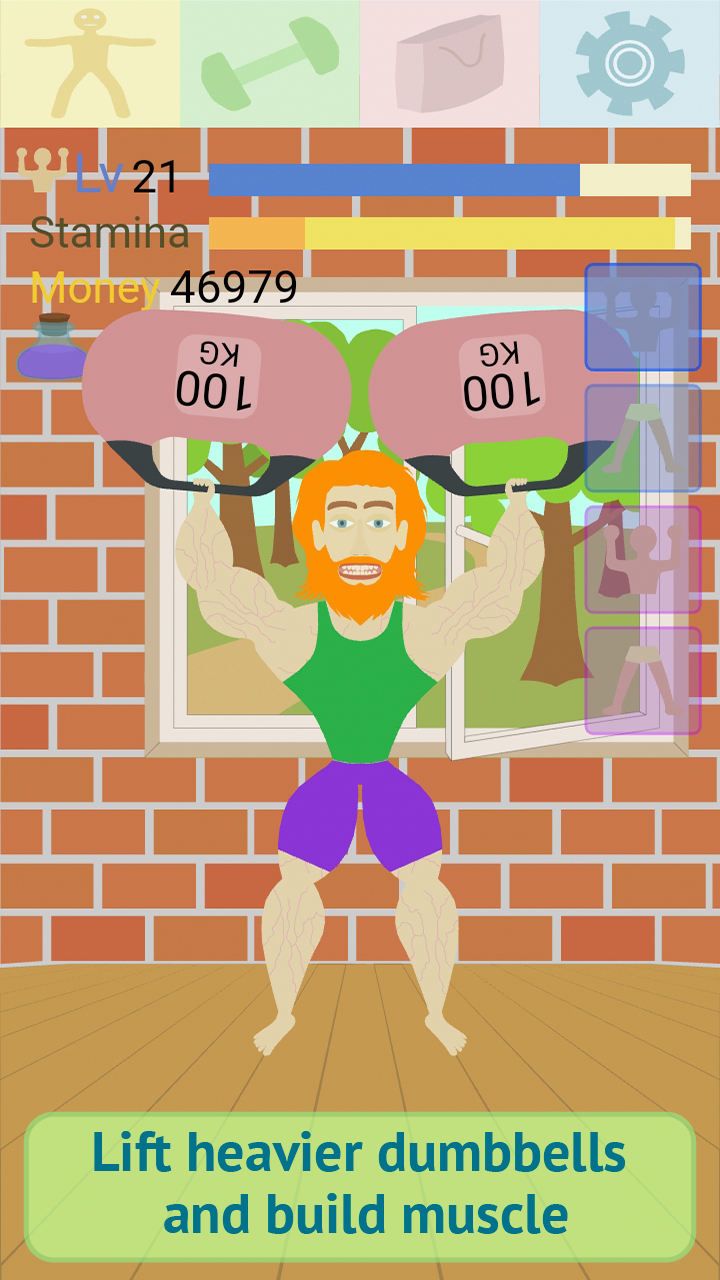 Lv 21
Stamina
Money 46979
100
KG
100
KG
Lift heavier dumbbells
and build muscle